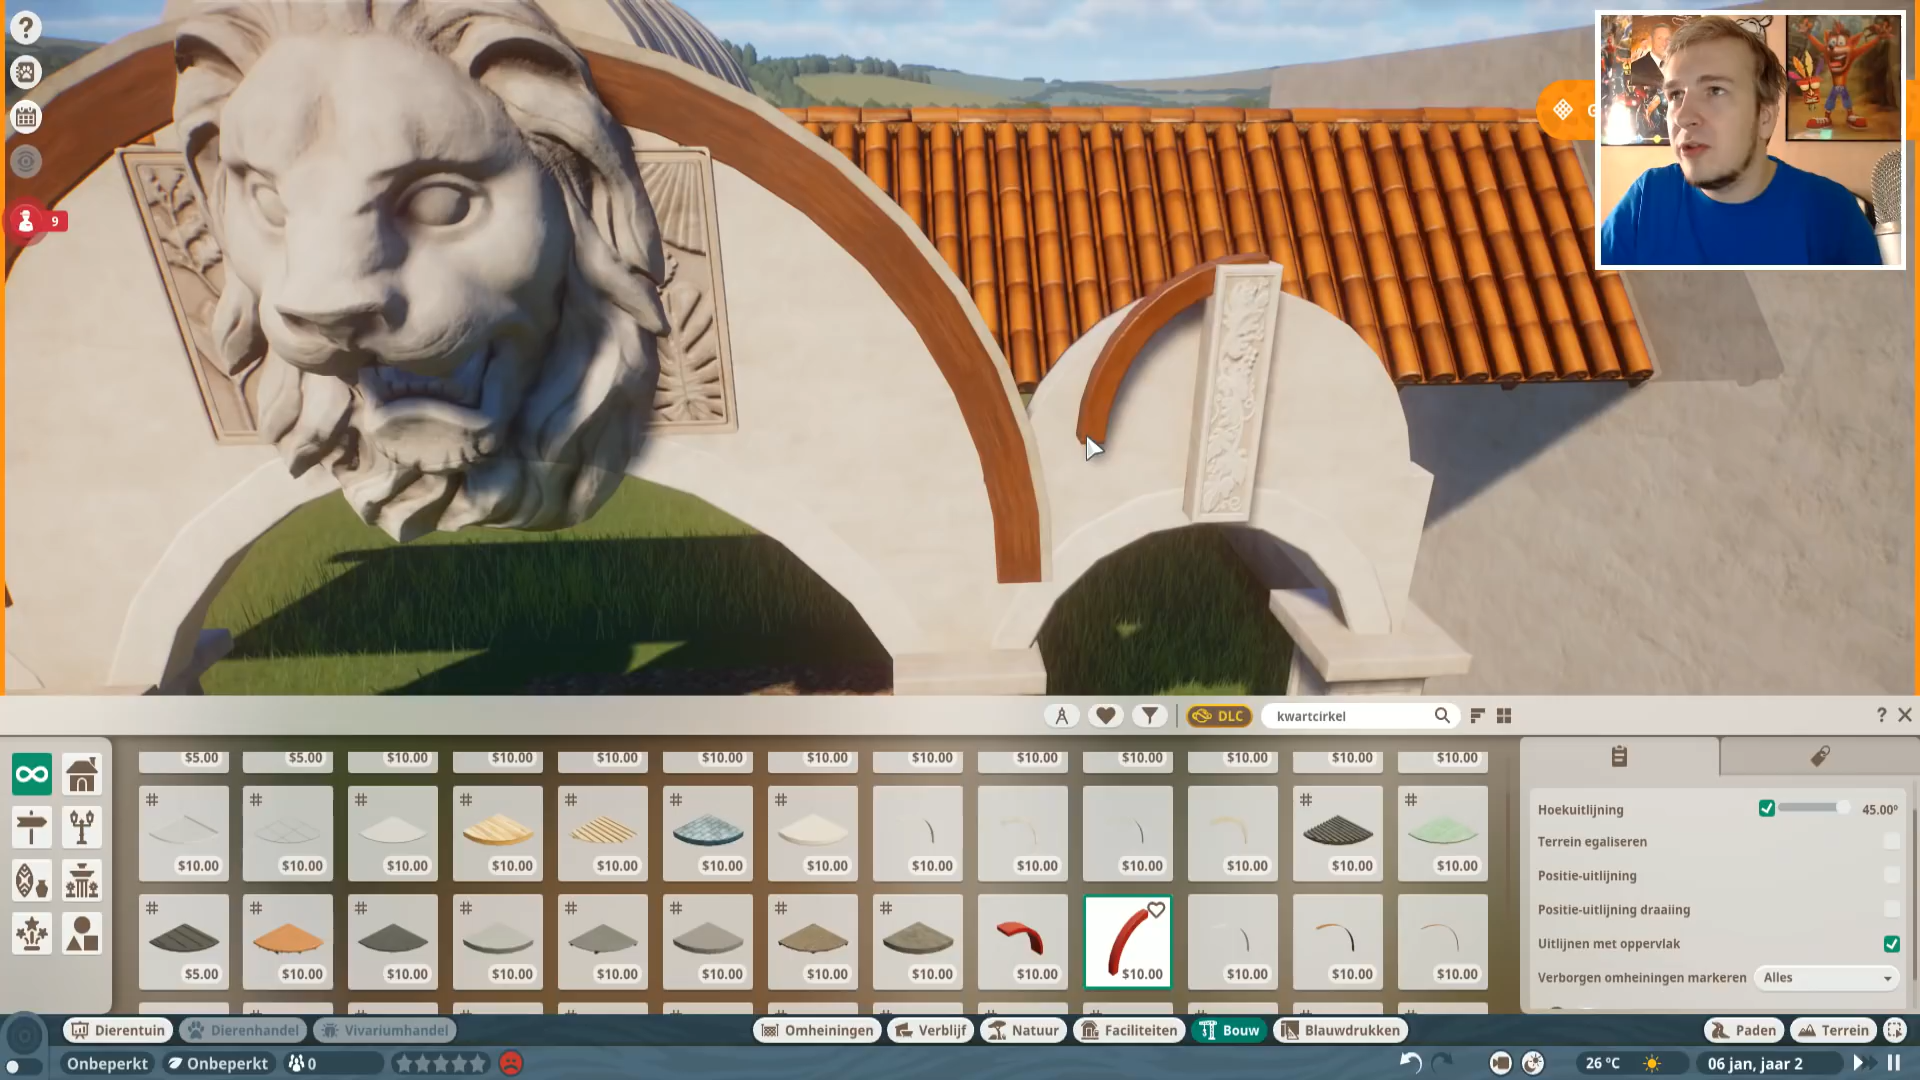 ?
9
G
DLC
kwartcirkel
?
$5.00 $5.00 $10.00 $10.00 $10.00 $10.00 $10.00 $10.00 $10.00 $10.00 $10.00 $10.00 $10.00
# # # # # # # # #
$10.00 $10.00 $10.00 $10.00 $10.00 $10.00 $10.00 $10.00 $10.00 $10.00 $10.00 $10.00 $10.00
# # # # # # # #
$5.00 $10.00 $10.00 $10.00 $10.00 $10.00 $10.00 $10.00 $10.00 $10.00 $10.00 $10.00 $10.00
Hoekuitlijning 45.00°
Terrein egaliseren
Positie-uitlijning
Positie-uitlijning draaiing
Uitlijnen met oppervlak
Verborgen omheiningen markeren Alles
Dierentuin Dierenhandel Vivariumhandel Omheiningen Verblijf Natuur Faciliteiten Bouw Blauwdrukken Paden Terrein
Onbeperkt Onbeperkt 0 26 °C 06 jan, jaar 2